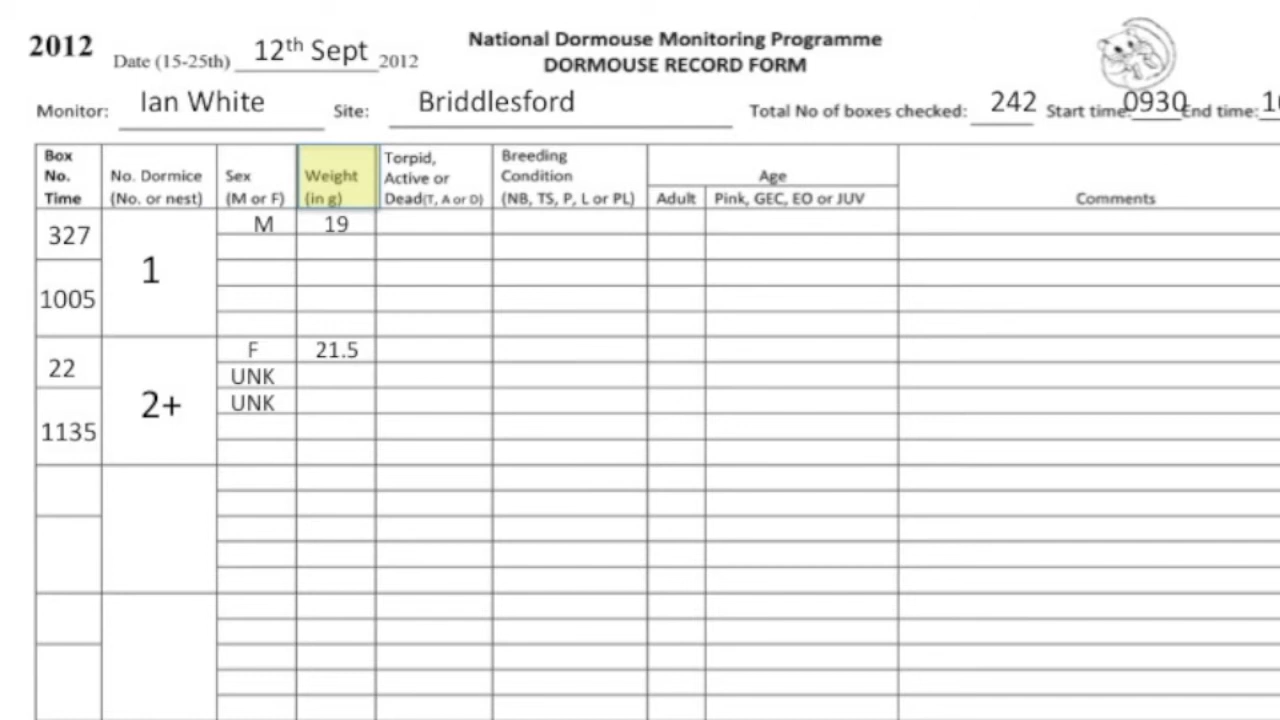 2012 Date (15-25th) 12th Sept 2012
National Dormouse Monitoring Programme
DORMOUSE RECORD FORM
Monitor: Ian White Site: Briddlesford Total No of boxes checked: 242 Start time: 0930 End time: 1
Box No. Time
No. Dormice (No. or nest)
Sex (M or F)
Weight (in g)
Torpid, Active or Dead(T, A or D)
Breeding Condition (NB, TS, P, L or PL)
Age
Adult Pink, GEC, EO or JUV
Comments
327 1 M 19
1005
22 2+ F 21.5
UNK
UNK
1135